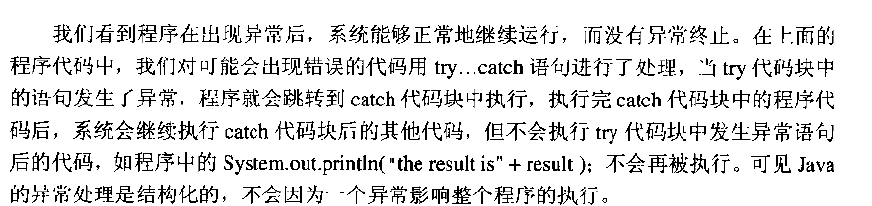 我们看到程序在出现异常后，系统能够正常地继续运行，而没有异常终止。在上面的
程序代码中，我们对可能会出现错误的代码用 try…catch 语句进行了处理，当 try 代码块中
的语句发生了异常，程序就会跳转到 catch 代码块中执行，执行完 catch 代码块中的程序代
码后，系统会继续执行 catch 代码块后的其他代码，但不会执行 try 代码块中发生异常语句
后的代码，如程序中的 System.out.println( "the result is" + result ); 不会再被执行。可见 Java
的异常处理是结构化的，不会因为一个异常影响整个程序的执行。